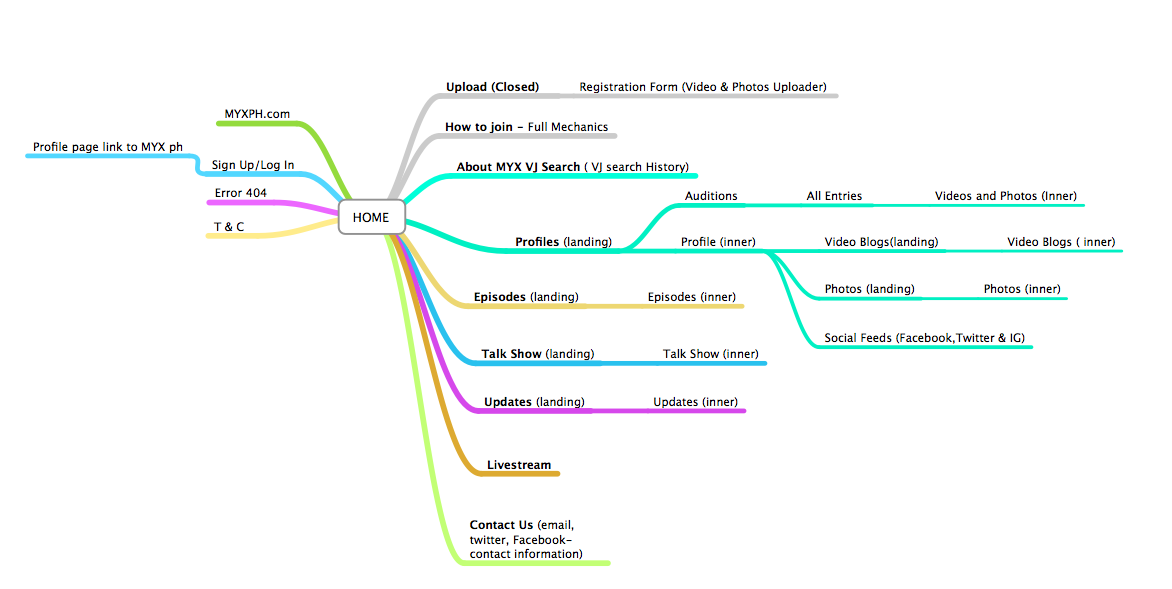 Upload (Closed)
Registration Form (Video & Photos Uploader)
MYXPH.com
How to join - Full Mechanics
Profile page link to MYX ph
Sign Up/Log In
About MYX VJ Search ( VJ search History)
Error 404
Auditions
All Entries
Videos and Photos (Inner)
HOME
T & C
Profiles (landing)
Profile (inner)
Video Blogs(landing)
Video Blogs ( inner)
Photos (landing)
Photos (inner)
Episodes (landing)
Episodes (inner)
Social Feeds (Facebook,Twitter & IG)
Talk Show (landing)
Talk Show (inner)
Updates (landing)
Updates (inner)
Livestream
Contact Us (email,
twitter, Facebook-
contact information)